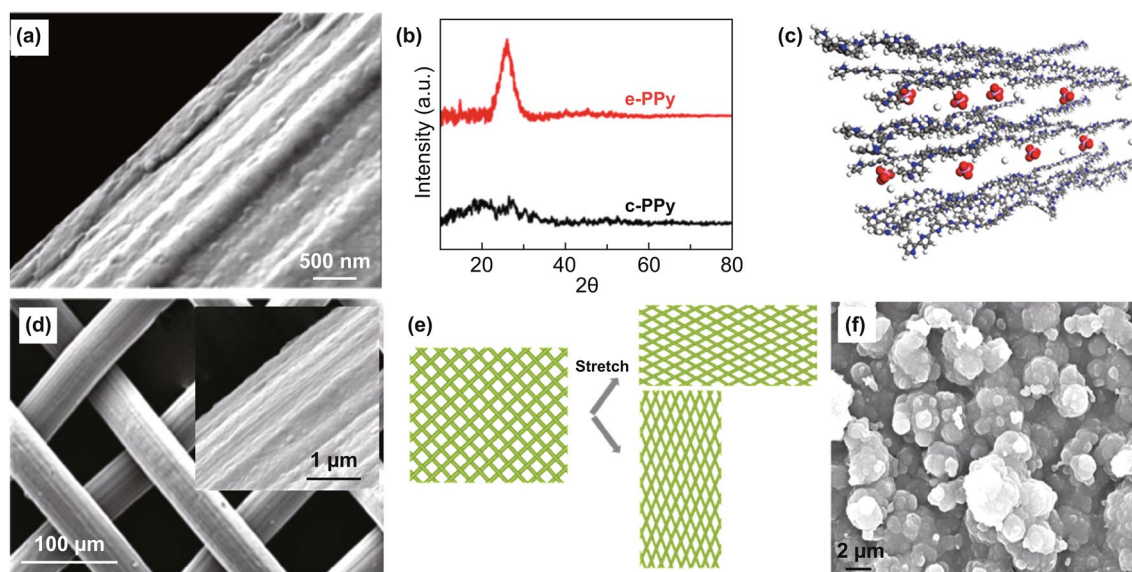 (a)
500 nm
(b)
Intensity (a.u.)
e-PPy
c-PPy
20
40
60
80
2θ
(c)
(d)
1 µm
100 µm
(e)
Stretch
(f)
2 µm